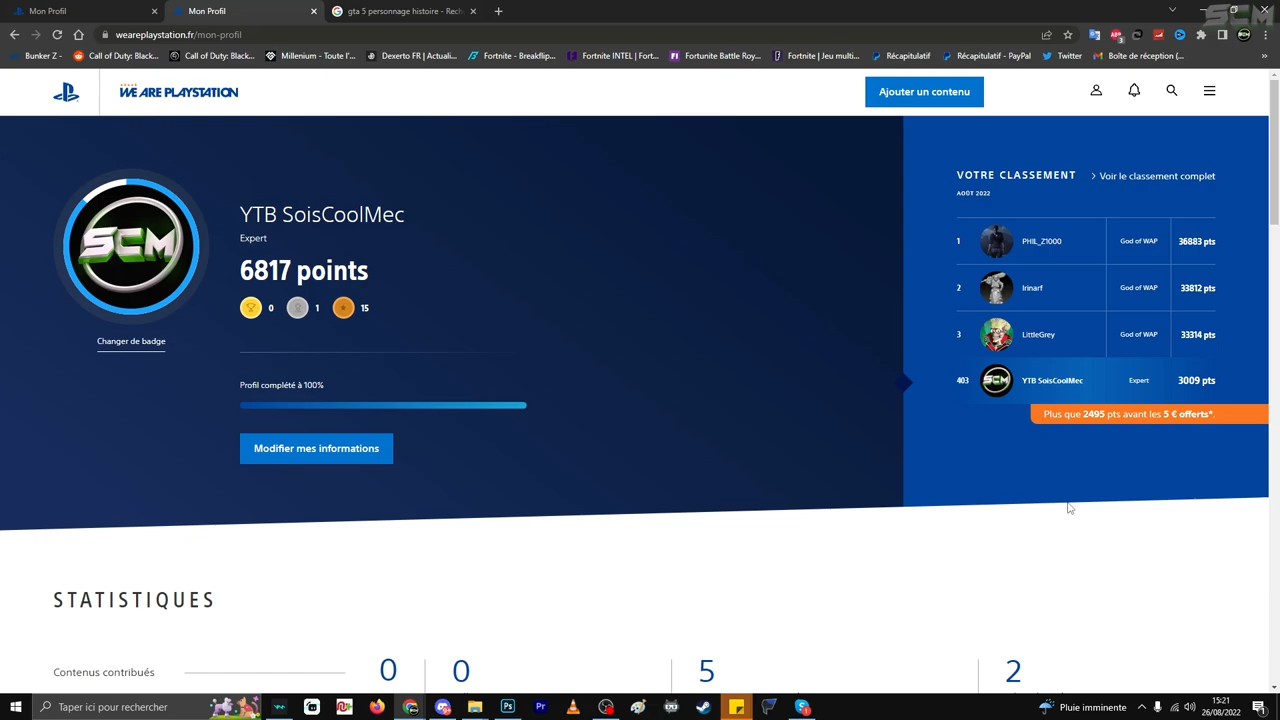 Mon Profil
Mon Profil
gta 5 personnage histoire - Rech
SCM
weareplaystation.fr/mon-profil
Bunker Z
Call of Duty: Black...
Call of Duty: Black...
Millenium - Toute l'...
Dexerto FR | Actuali...
Fortnite - Breakflip...
Fortnite INTEL | Fort...
Fortunite Battle Roy...
Fortnite | Jeu multi...
Récapitulatif
Récapitulatif - PayPal
Twitter
Boîte de réception (...
WE ARE PLAYSTATION
Ajouter un contenu
SCM
Changer de badge
YTB SoisCoolMec
Expert
6817 points
0
1
15
Profil complété à 100%
Modifier mes informations
VOTRE CLASSEMENT
Voir le classement complet
AOÛT 2022
1 PHIL_Z1000 God of WAP 36883 pts
2 Irinarf God of WAP 33812 pts
3 LittleGrey God of WAP 33314 pts
403 SCM YTB SoisCoolMec Expert 3009 pts
Plus que 2495 pts avant les 5 € offerts*.
STATISTIQUES
Contenus contribués 0
0
5
2
Taper ici pour rechercher
Ps
Pr
Pluie imminente
15:21
26/08/2022